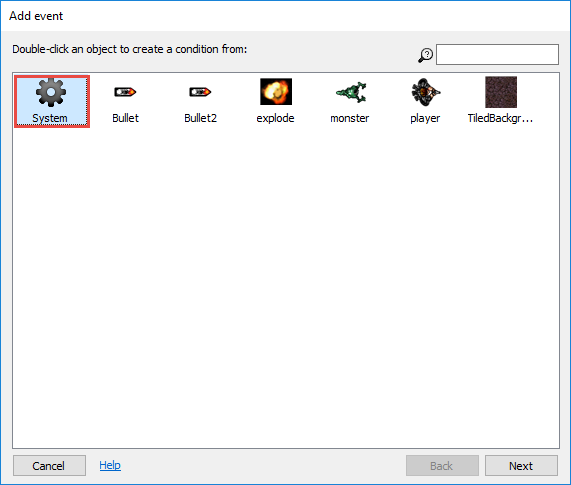 Add event
Double-click an object to create a condition from:
System Bullet Bullet2 explode monster player TiledBackgr...
Cancel Help Back Next